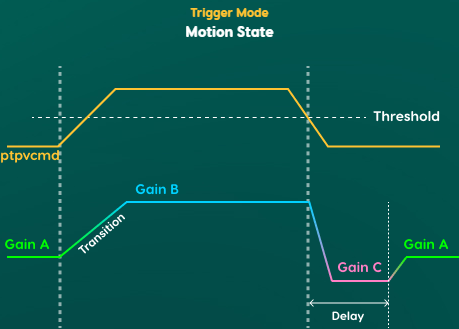 Trigger Mode
Motion State
Threshold
ptpvcmd
Gain B
Transition
Gain A
Gain A
Gain C
Delay